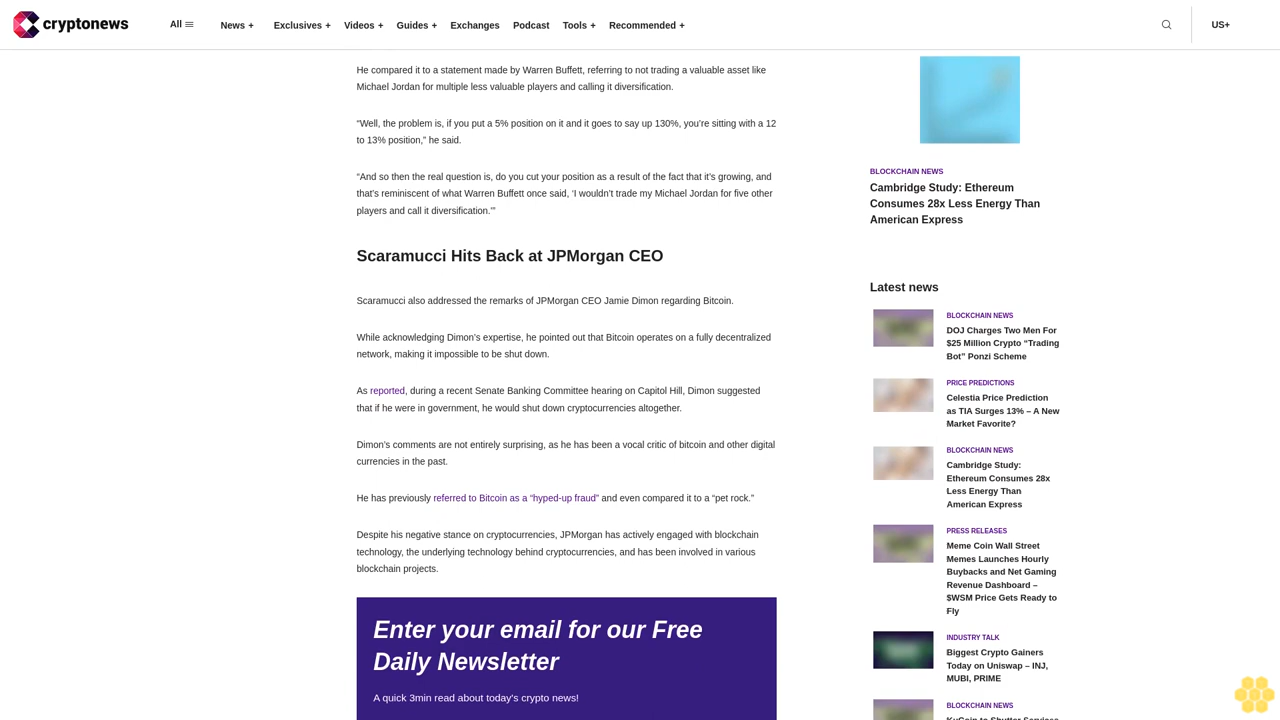 cryptonews
All
News +
Exclusives +
Videos +
Guides +
Exchanges
Podcast
Tools +
Recommended +
US+
He compared it to a statement made by Warren Buffett, referring to not trading a valuable asset like
Michael Jordan for multiple less valuable players and calling it diversification.
“Well, the problem is, if you put a 5% position on it and it goes to say up 130%, you’re sitting with a 12
to 13% position,” he said.
“And so then the real question is, do you cut your position as a result of the fact that it’s growing, and
that’s reminiscent of what Warren Buffett once said, ‘I wouldn’t trade my Michael Jordan for five other
players and call it diversification.’”
Scaramucci Hits Back at JPMorgan CEO
Scaramucci also addressed the remarks of JPMorgan CEO Jamie Dimon regarding Bitcoin.
While acknowledging Dimon’s expertise, he pointed out that Bitcoin operates on a fully decentralized
network, making it impossible to be shut down.
As reported, during a recent Senate Banking Committee hearing on Capitol Hill, Dimon suggested
that if he were in government, he would shut down cryptocurrencies altogether.
Dimon’s comments are not entirely surprising, as he has been a vocal critic of bitcoin and other digital
currencies in the past.
He has previously referred to Bitcoin as a “hyped-up fraud” and even compared it to a “pet rock.”
Despite his negative stance on cryptocurrencies, JPMorgan has actively engaged with blockchain
technology, the underlying technology behind cryptocurrencies, and has been involved in various
blockchain projects.
Enter your email for our Free
Daily Newsletter
A quick 3min read about today's crypto news!
BLOCKCHAIN NEWS
Cambridge Study: Ethereum
Consumes 28x Less Energy Than
American Express
Latest news
BLOCKCHAIN NEWS
DOJ Charges Two Men For
$25 Million Crypto “Trading
Bot” Ponzi Scheme
PRICE PREDICTIONS
Celestia Price Prediction
as TIA Surges 13% – A New
Market Favorite?
BLOCKCHAIN NEWS
Cambridge Study:
Ethereum Consumes 28x
Less Energy Than
American Express
PRESS RELEASES
Meme Coin Wall Street
Memes Launches Hourly
Buybacks and Net Gaming
Revenue Dashboard –
$WSM Price Gets Ready to
Fly
INDUSTRY TALK
Biggest Crypto Gainers
Today on Uniswap – INJ,
MUBI, PRIME
BLOCKCHAIN NEWS
KuCoin to Shutter Services